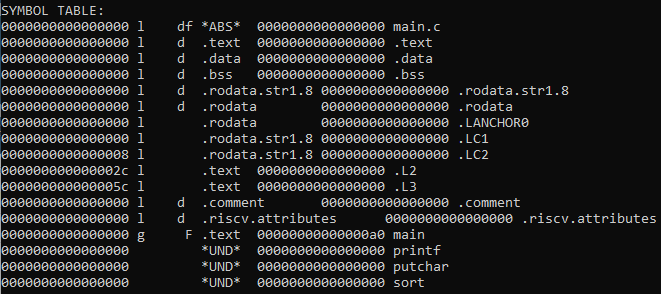 SYMBOL TABLE:
0000000000000000 l    df *ABS*  0000000000000000 main.c
0000000000000000 l    d  .text  0000000000000000 .text
0000000000000000 l    d  .data  0000000000000000 .data
0000000000000000 l    d  .bss   0000000000000000 .bss
0000000000000000 l    d  .rodata.str1.8 0000000000000000 .rodata.str1.8
0000000000000000 l    d  .rodata        0000000000000000 .rodata
0000000000000000 l       .rodata        0000000000000000 .LANCHOR0
0000000000000000 l       .rodata.str1.8 0000000000000000 .LC1
0000000000000008 l       .rodata.str1.8 0000000000000000 .LC2
000000000000002c l       .text  0000000000000000 .L2
000000000000005c l       .text  0000000000000000 .L3
0000000000000000 l    d  .comment       0000000000000000 .comment
0000000000000000 l    d  .riscv.attributes      0000000000000000 .riscv.attributes
0000000000000000 g     F .text  00000000000000a0 main
0000000000000000         *UND*  0000000000000000 printf
0000000000000000         *UND*  0000000000000000 putchar
0000000000000000         *UND*  0000000000000000 sort